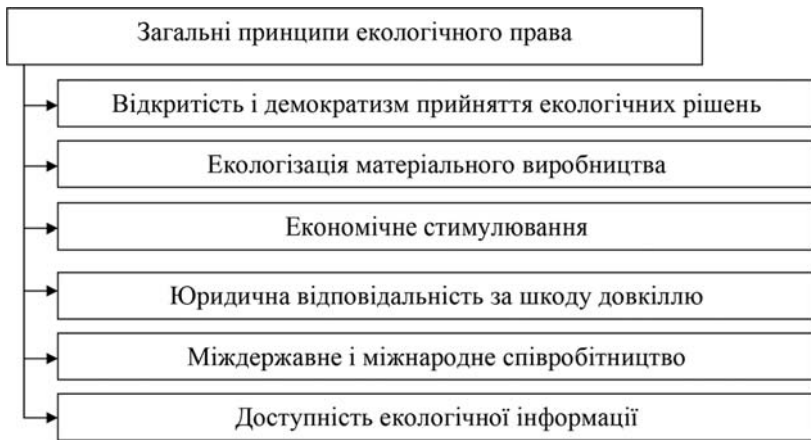 Загальні принципи екологічного права
Відкритість і демократизм прийняття екологічних рішень
Екологізація матеріального виробництва
Економічне стимулювання
Юридична відповідальність за шкоду довкіллю
Міждержавне і міжнародне співробітництво
Доступність екологічної інформації